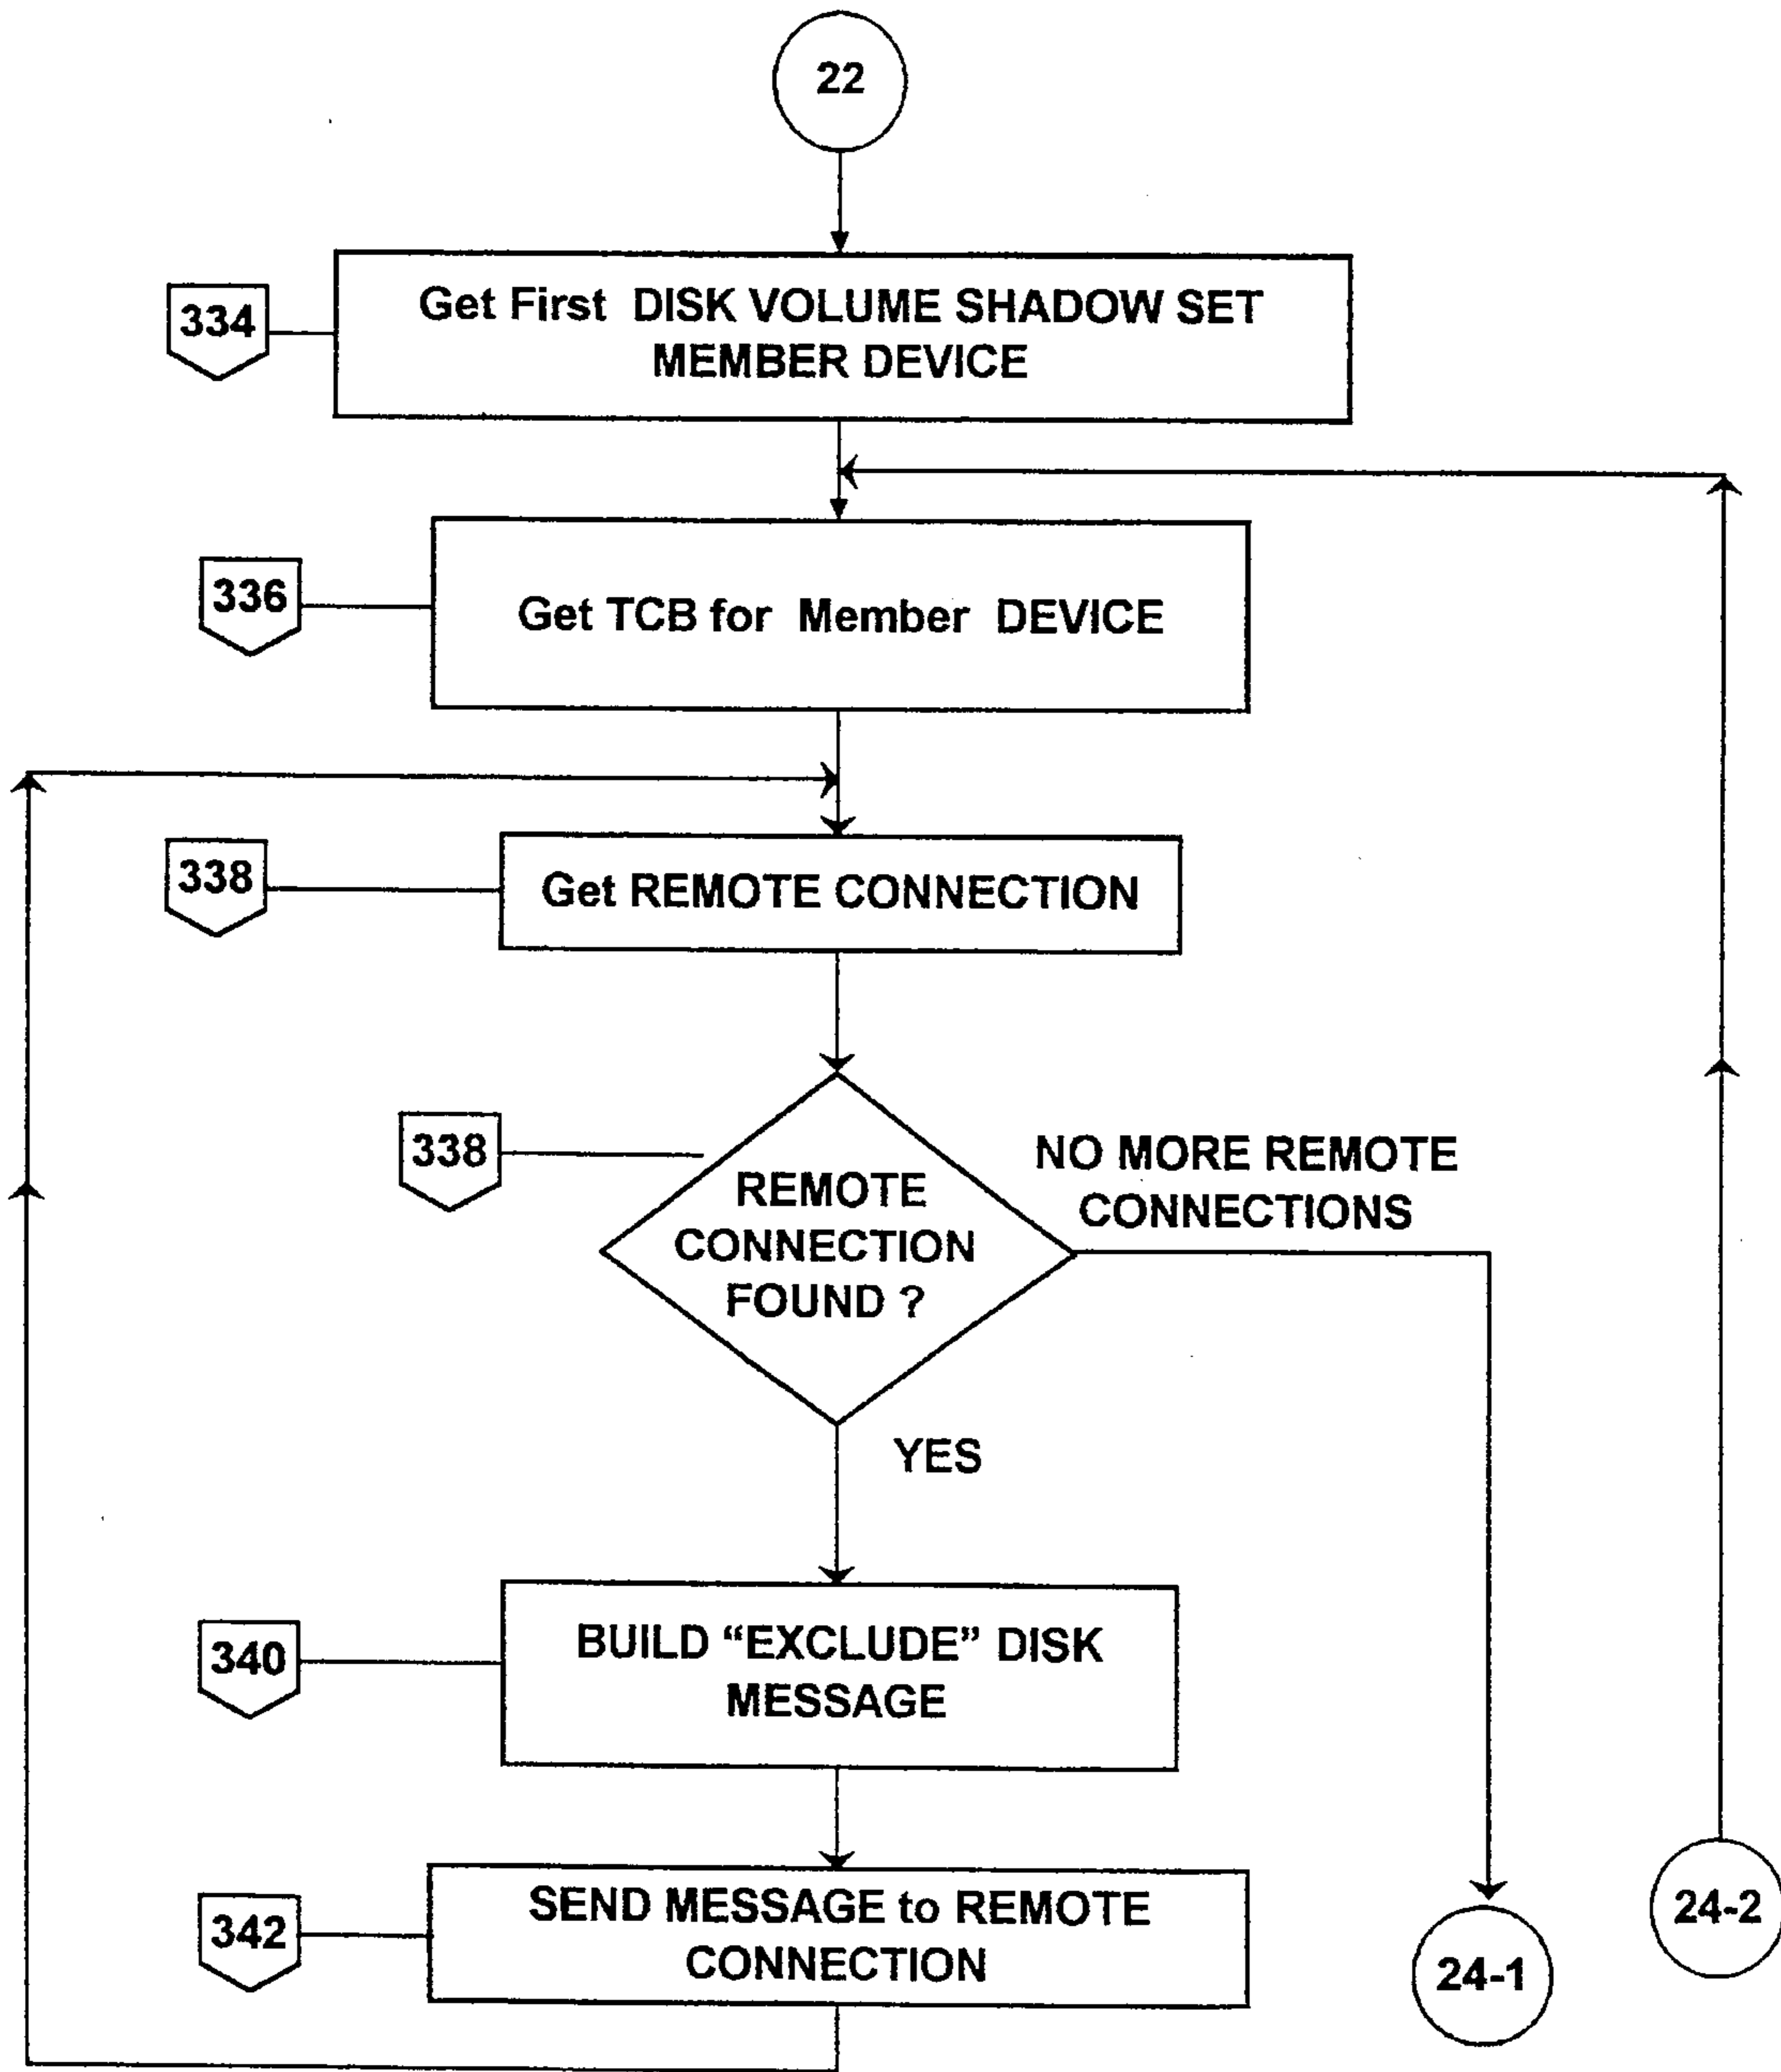 22
334
Get First DISK VOLUME SHADOW SET
MEMBER DEVICE
336
Get TCB for Member DEVICE
338
Get REMOTE CONNECTION
338
REMOTE
CONNECTION
FOUND ?
NO MORE REMOTE
CONNECTIONS
YES
340
BUILD “EXCLUDE” DISK
MESSAGE
342
SEND MESSAGE to REMOTE
CONNECTION
24-1
24-2